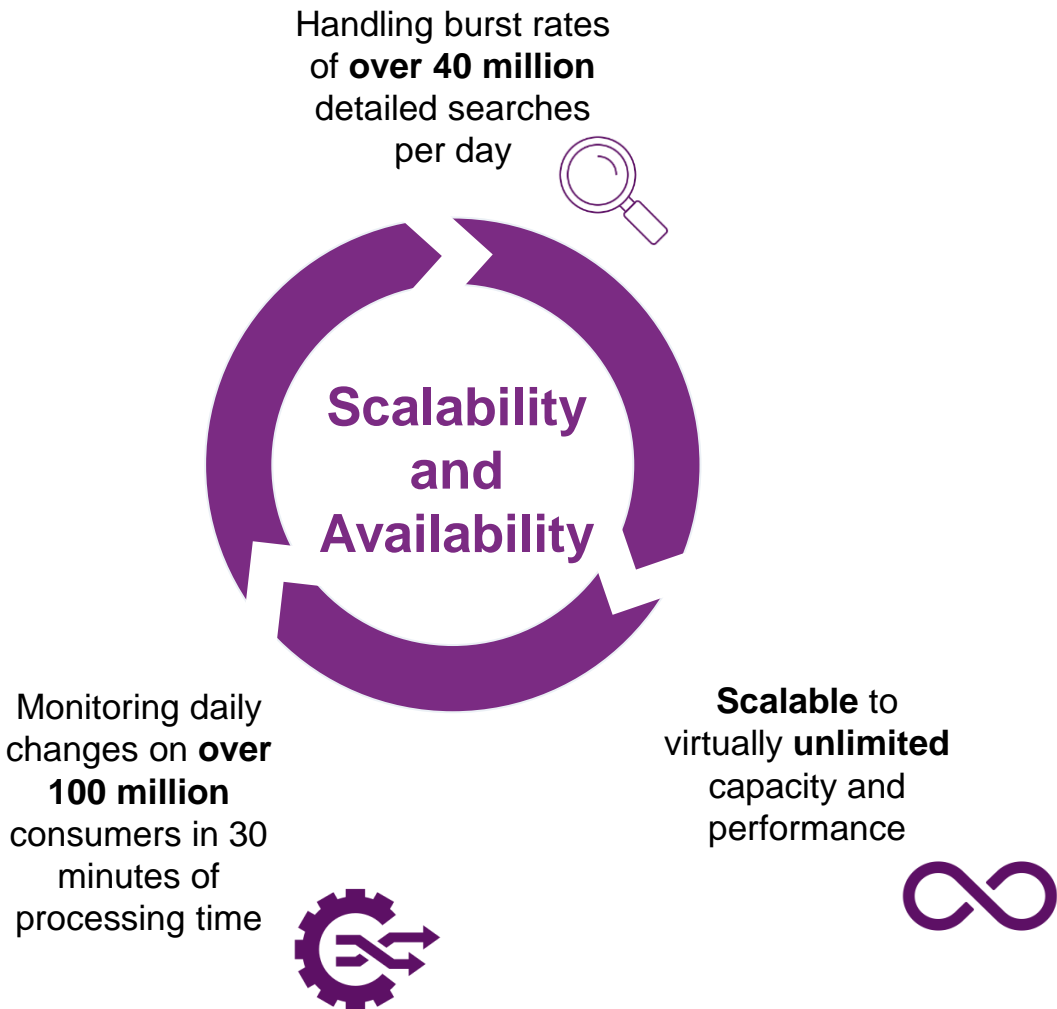 Handling burst rates
of over 40 million
detailed searches
per day
Scalability
and
Availability
Scalable to
virtually unlimited
capacity and
performance
Monitoring daily
changes on over
100 million
consumers in 30
minutes of
processing time